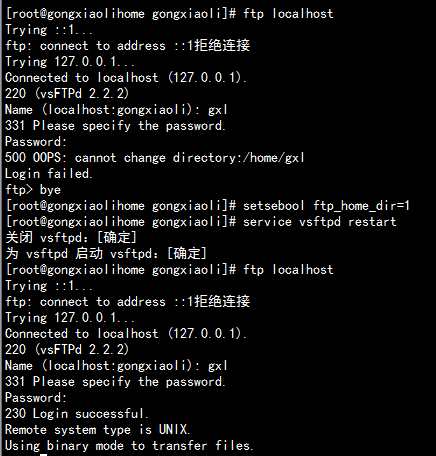 [root@gongxiaolihome gongxiaoli]# ftp localhost
Trying ::1...
ftp: connect to address ::1拒绝连接
Trying 127.0.0.1...
Connected to localhost (127.0.0.1).
220 (vsFTPd 2.2.2)
Name (localhost:gongxiaoli): gxl
331 Please specify the password.
Password:
500 OOPS: cannot change directory:/home/gxl
Login failed.
ftp> bye
[root@gongxiaolihome gongxiaoli]# setsebool ftp_home_dir=1
[root@gongxiaolihome gongxiaoli]# service vsftpd restart
关闭 vsftpd：[确定]
为 vsftpd 启动 vsftpd：[确定]
[root@gongxiaolihome gongxiaoli]# ftp localhost
Trying ::1...
ftp: connect to address ::1拒绝连接
Trying 127.0.0.1...
Connected to localhost (127.0.0.1).
220 (vsFTPd 2.2.2)
Name (localhost:gongxiaoli): gxl
331 Please specify the password.
Password:
230 Login successful.
Remote system type is UNIX.
Using binary mode to transfer files.